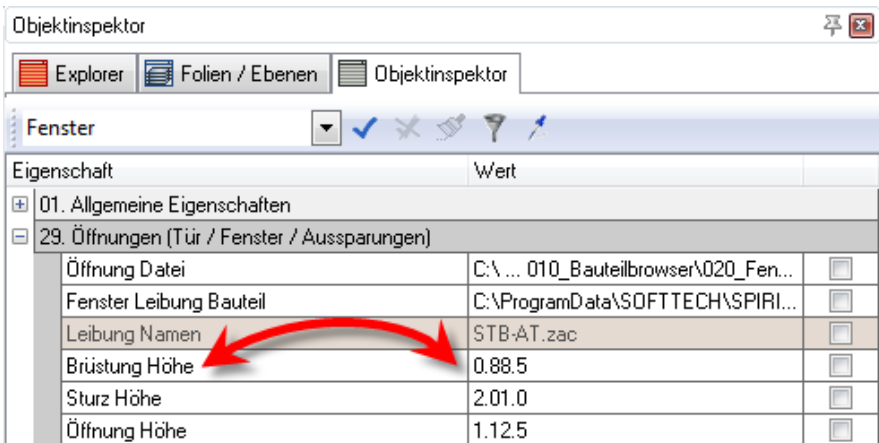 Objektinspektor
Explorer Folien / Ebenen Objektinspektor
Fenster
Eigenschaft Wert
01. Allgemeine Eigenschaften
29. Öffnungen (Tür / Fenster / Aussparungen)
Öffnung Datei C:\ ... 010_Bauteilbrowser\020_Fen...
Fenster Leibung Bauteil C:\ProgramData\SOFTTECH\SPIRI...
Leibung Namen STB-AT.zac
Brüstung Höhe 0.88.5
Sturz Höhe 2.01.0
Öffnung Höhe 1.12.5